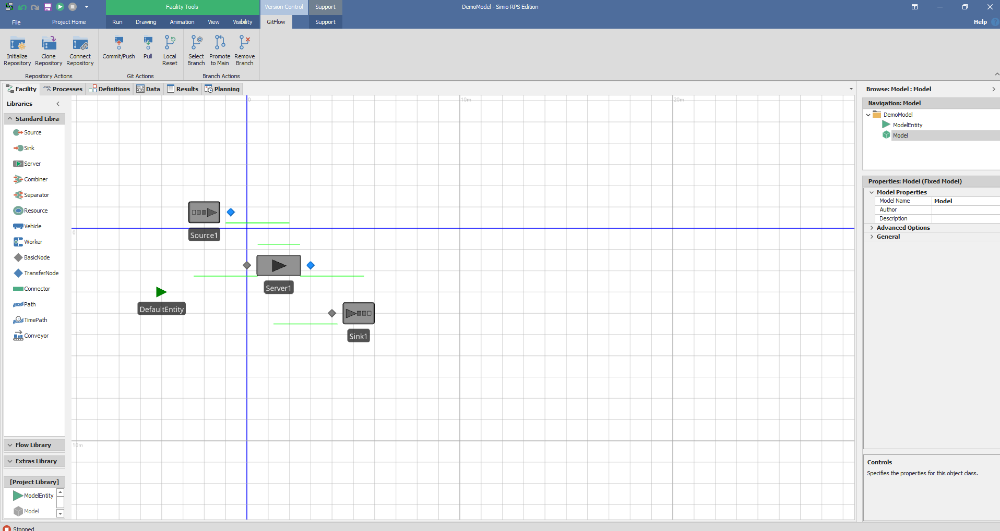 Facility Tools
Version Control
Support
DemoModel - Simio RPS Edition
File
Project Home
Run
Drawing
Animation
View
Visibility
GitFlow
Support
Help
Initialize
Repository
Clone
Repository
Connect
Repository
Commit/Push
Pull
Local
Reset
Select
Branch
Promote
to Main
Remove
Branch
Repository Actions
Git Actions
Branch Actions
Facility
Processes
Definitions
Data
Results
Planning
Libraries
Standard Libra
Source
Sink
Server
Combiner
Separator
Resource
Vehicle
Worker
BasicNode
TransferNode
Connector
Path
TimePath
Conveyor
Flow Library
Extras Library
[Project Library]
ModelEntity
Model
0
10m
20m
0
10m
Source1
Server1
DefaultEntity
Sink1
Browse: Model : Model
Navigation: Model
DemoModel
ModelEntity
Model
Properties: Model (Fixed Model)
Model Properties
Model Name
Model
Author
Description
Advanced Options
General
Controls
Specifies the properties for this object class.
Stopped